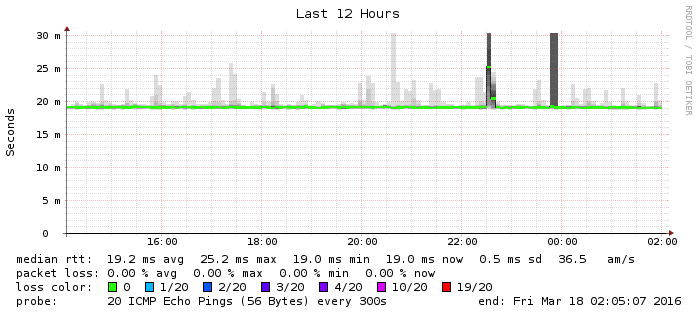 Last 12 Hours
RRDTOOL / TOBI OETIKER
Seconds
30 m
25 m
20 m
15 m
10 m
5 m
0
16:00 18:00 20:00 22:00 00:00 02:00
median rtt: 19.2 ms avg 25.2 ms max 19.0 ms min 19.0 ms now 0.5 ms sd 36.5 am/s
packet loss: 0.00 % avg 0.00 % max 0.00 % min 0.00 % now
loss color: 0 1/20 2/20 3/20 4/20 10/20 19/20
probe: 20 ICMP Echo Pings (56 Bytes) every 300s end: Fri Mar 18 02:05:07 2016